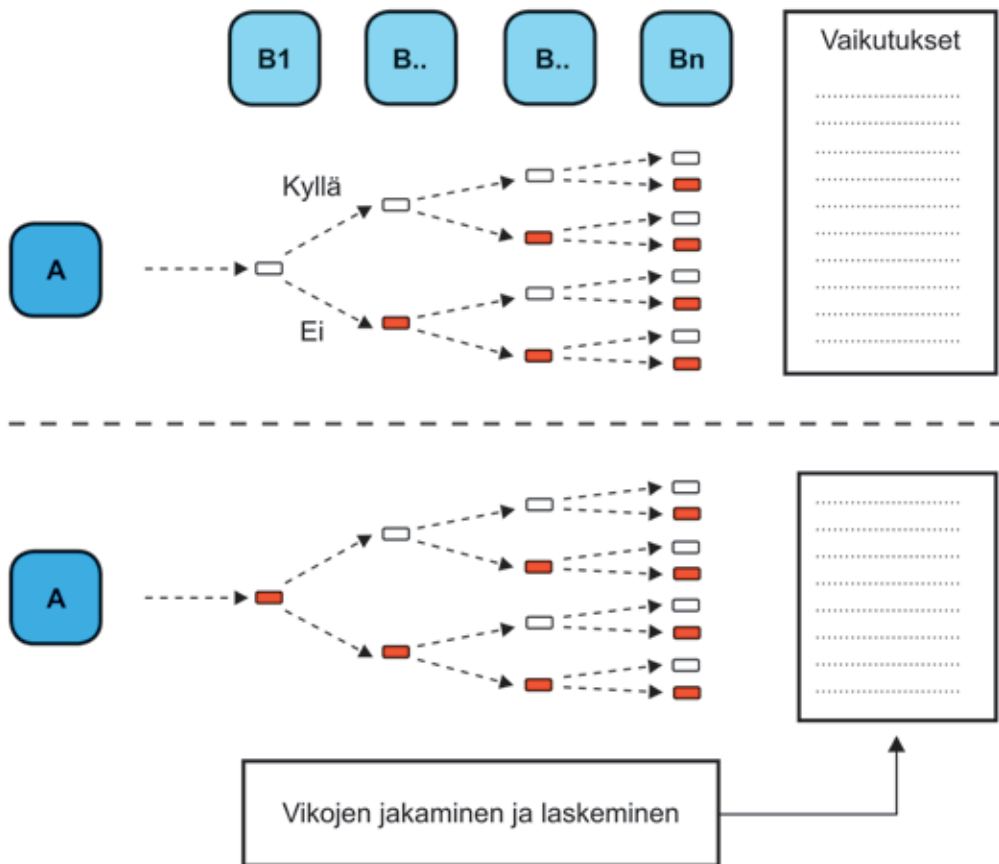 B1
B..
B..
Bn
Vaikutukset
Kyllä
A
Ei
A
Vikojen jakaminen ja laskeminen